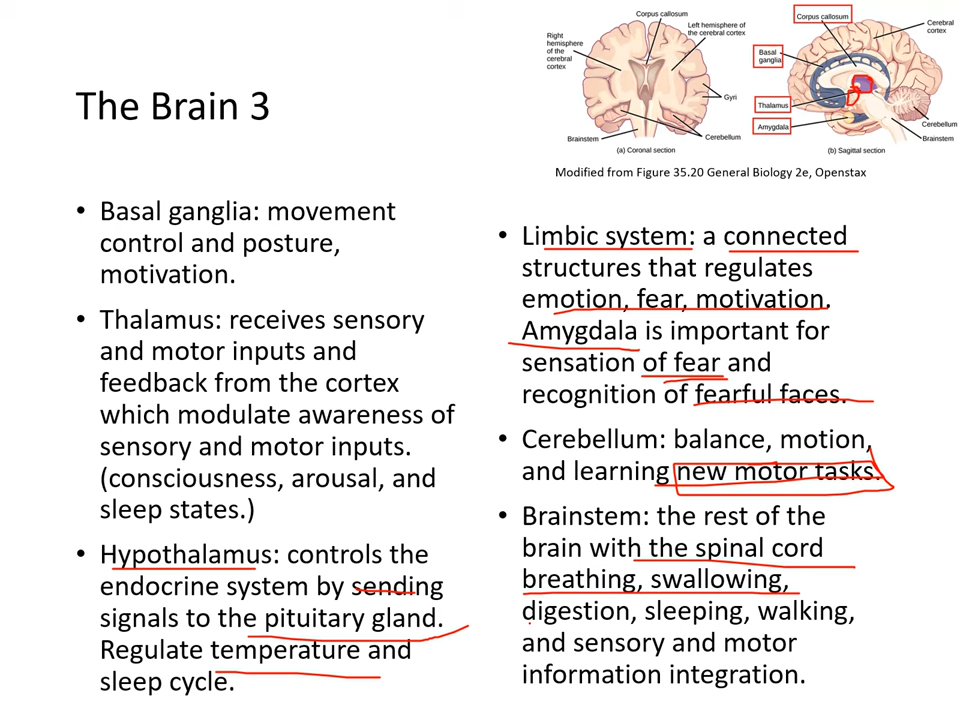 The Brain 3
Corpus callosum
Right
hemisphere
of the
cerebral
cortex
Left hemisphere of
the cerebral cortex
Gyri
Brainstem
Cerebellum
(a) Coronal section
Corpus callosum
Cerebral
cortex
Basal
ganglia
Thalamus
Amygdala
Cerebellum
Brainstem
(b) Sagittal section
Modified from Figure 35.20 General Biology 2e, Openstax
• Basal ganglia: movement
control and posture,
motivation.
• Thalamus: receives sensory
and motor inputs and
feedback from the cortex
which modulate awareness of
sensory and motor inputs.
(consciousness, arousal, and
sleep states.)
• Hypothalamus: controls the
endocrine system by sending
signals to the pituitary gland.
Regulate temperature and
sleep cycle.
• Limbic system: a connected
structures that regulates
emotion, fear, motivation.
Amygdala is important for
sensation of fear and
recognition of fearful faces.
• Cerebellum: balance, motion,
and learning new motor tasks.
• Brainstem: the rest of the
brain with the spinal cord
breathing, swallowing,
digestion, sleeping, walking,
and sensory and motor
information integration.